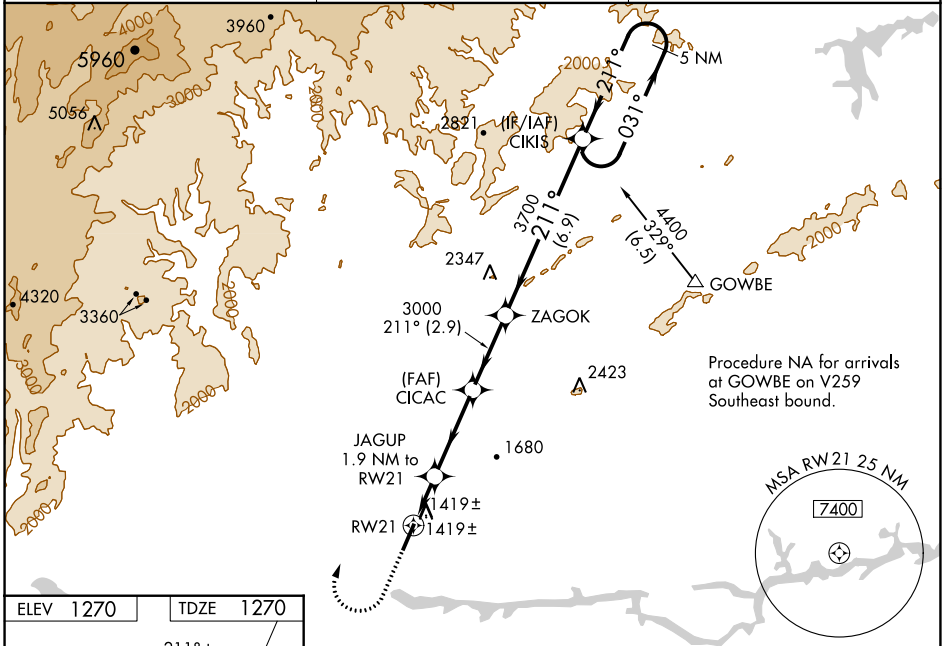 4000
3960
5960
3000
5056
2000
2821
2000
211°
5 NM
031°
(IF/IAF)
CIKIS
3700
211°
(6.9)
4400
329°
(6.5)
2000
2347
GOWBE
4320
3360
2000
3000
211° (2.9)
ZAGOK
3000
2000
(FAF)
CICAC
2423
Procedure NA for arrivals
at GOWBE on V259
Southeast bound.
JAGUP
1.9 NM to
RW21
1680
1419±
RW21
1419±
2000
MSA RW21 25 NM
7400
ELEV 1270
TDZE 1270